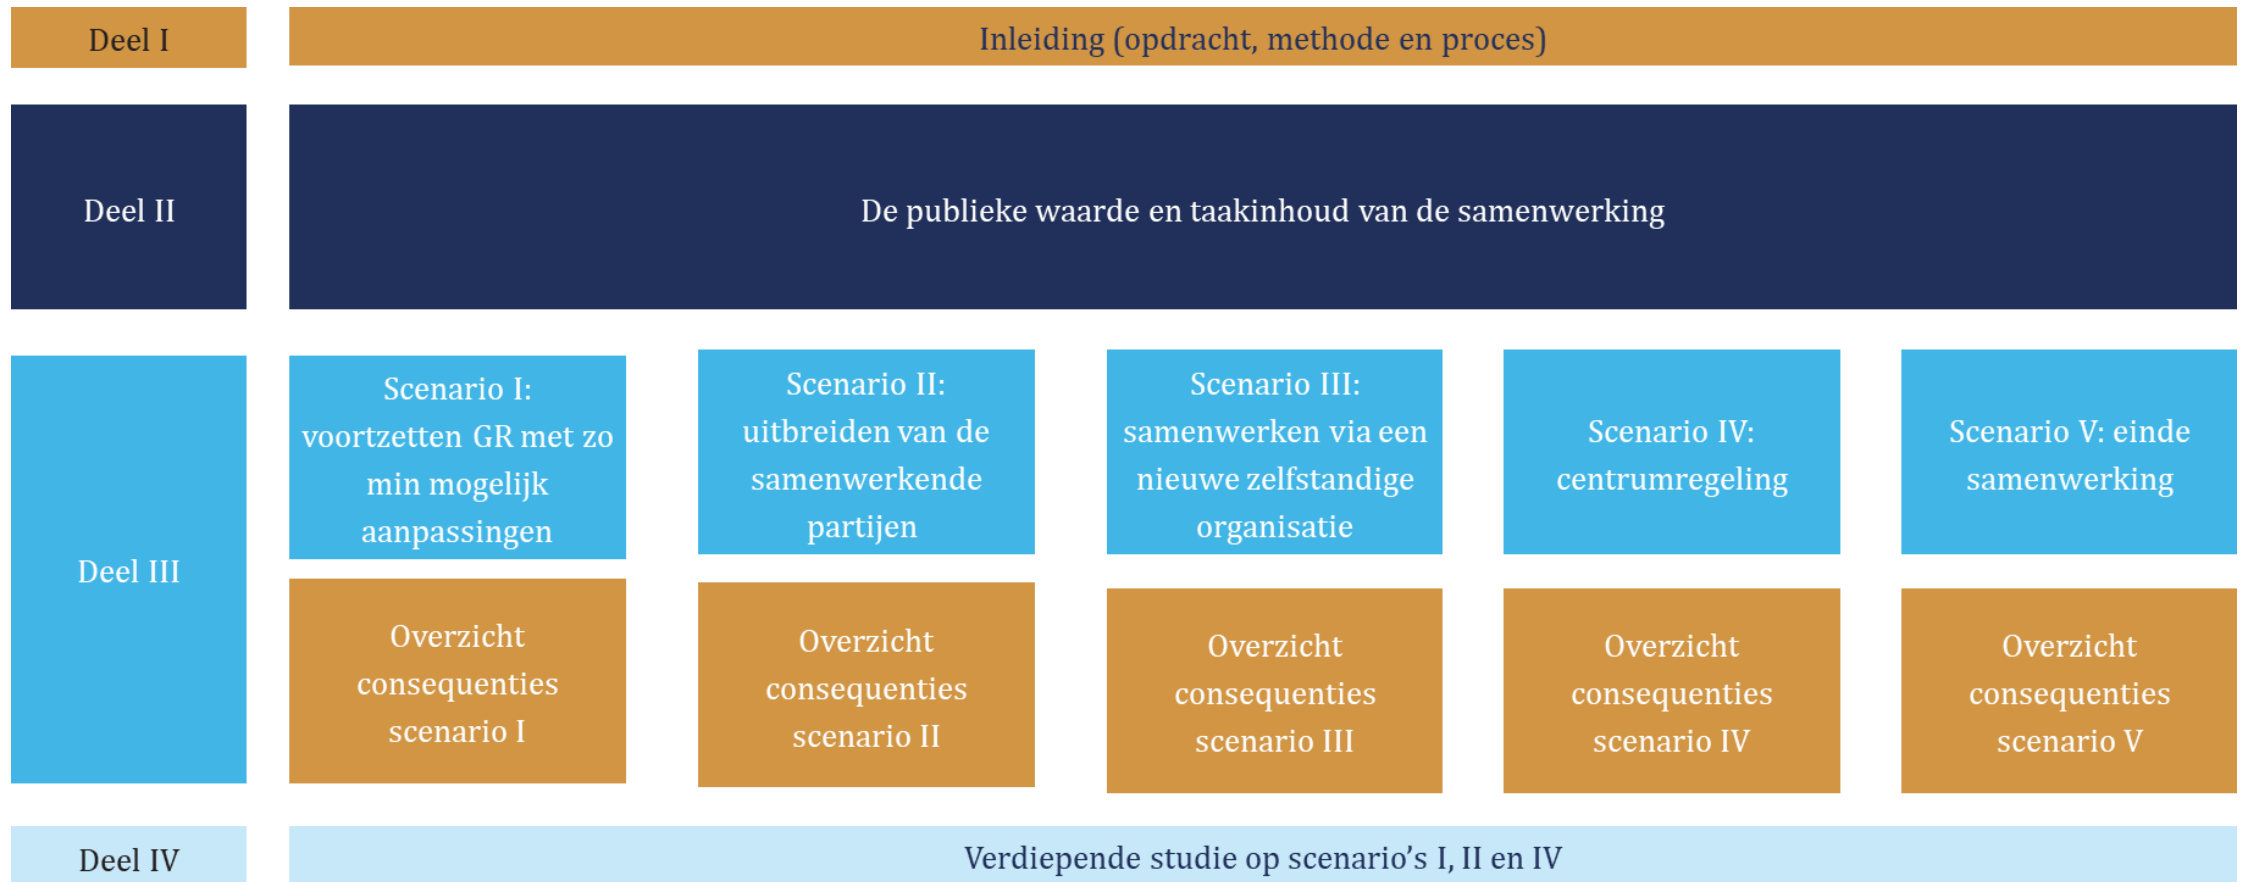 Deel I
Inleiding (opdracht, methode en proces)
Deel II
De publieke waarde en taakinhoud van de samenwerking
Deel III
Scenario I:
voortzetten GR met zo
min mogelijk
aanpassingen
Scenario II:
uitbreiden van de
samenwerkende
partijen
Scenario III:
samenwerken via een
nieuwe zelfstandige
organisatie
Scenario IV:
centrumregeling
Scenario V: einde
samenwerking
Overzicht
consequenties
scenario I
Overzicht
consequenties
scenario II
Overzicht
consequenties
scenario III
Overzicht
consequenties
scenario IV
Overzicht
consequenties
scenario V
Deel IV
Verdiepende studie op scenario’s I, II en IV